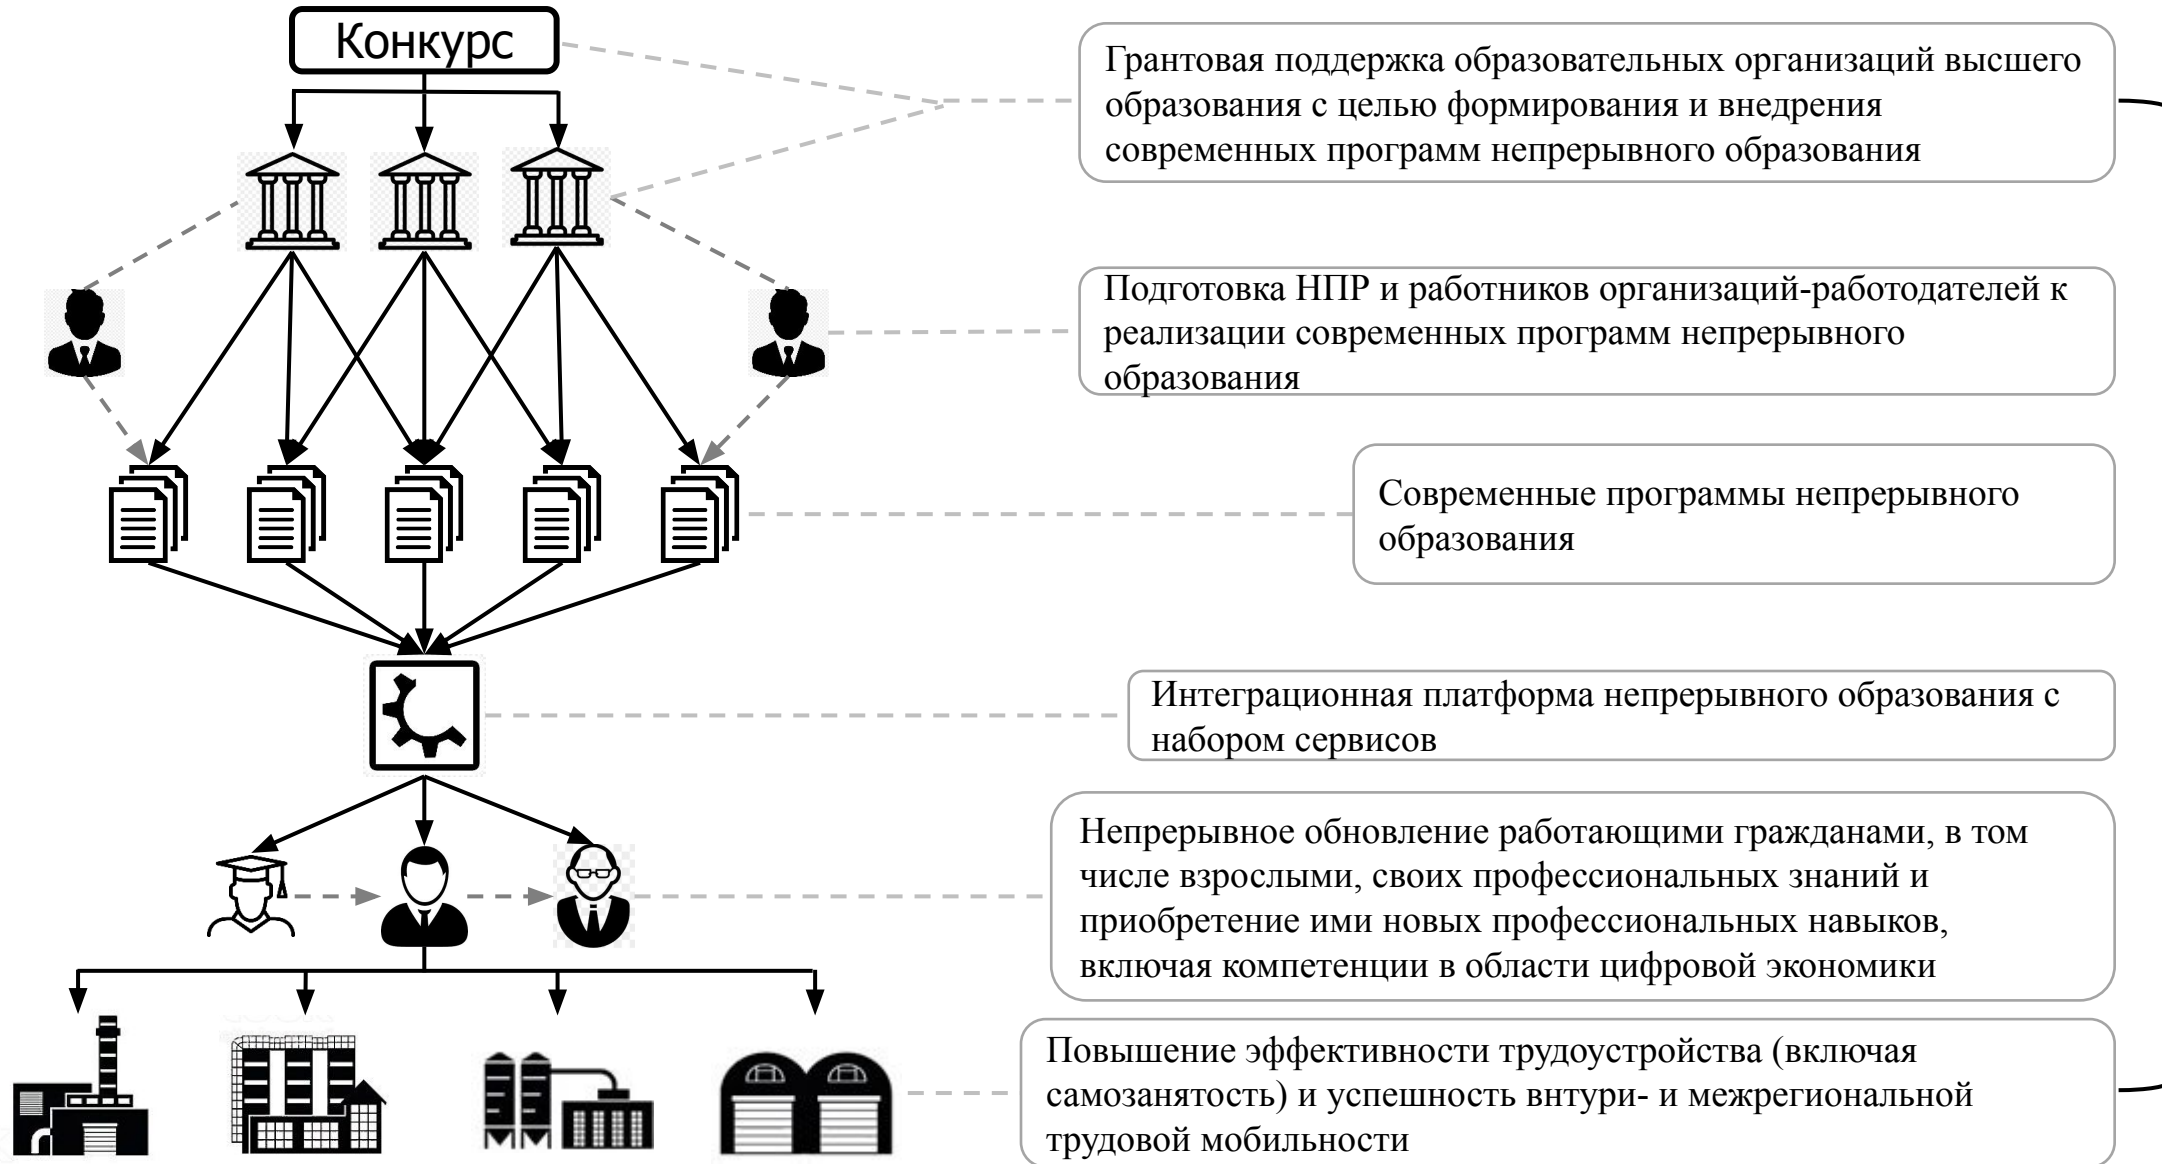 Конкурс
Грантовая поддержка образовательных организаций высшего
образования с целью формирования и внедрения
современных программ непрерывного образования
Подготовка НПР и работников организаций-работодателей к
реализации современных программ непрерывного
образования
Современные программы непрерывного
образования
Интеграционная платформа непрерывного образования с
набором сервисов
Непрерывное обновление работающими гражданами, в том
числе взрослыми, своих профессиональных знаний и
приобретение ими новых профессиональных навыков,
включая компетенции в области цифровой экономики
Повышение эффективности трудоустройства (включая
самозанятость) и успешность внтури- и межрегиональной
трудовой мобильности